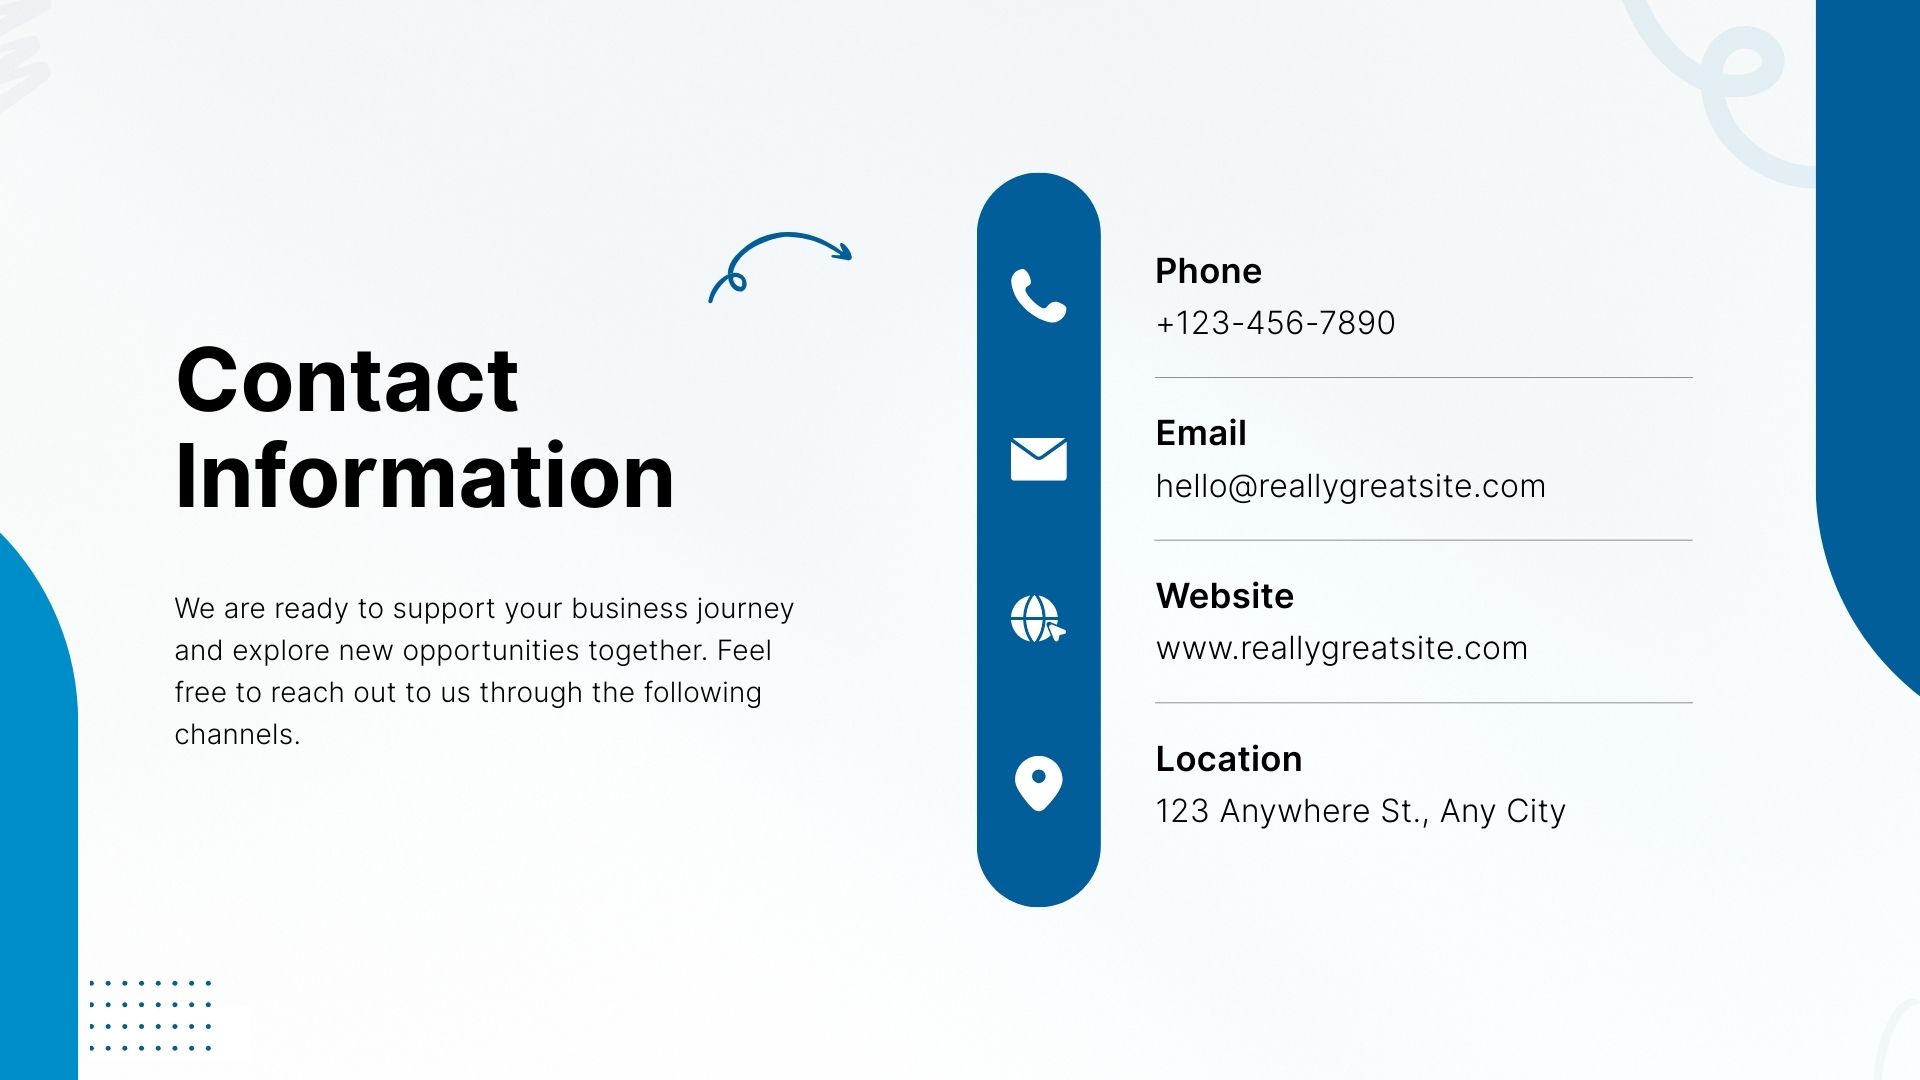 Contact
Information
We are ready to support your business journey
and explore new opportunities together. Feel
free to reach out to us through the following
channels.
Phone
+123-456-7890
Email
hello@reallygreatsite.com
Website
www.reallygreatsite.com
Location
123 Anywhere St., Any City